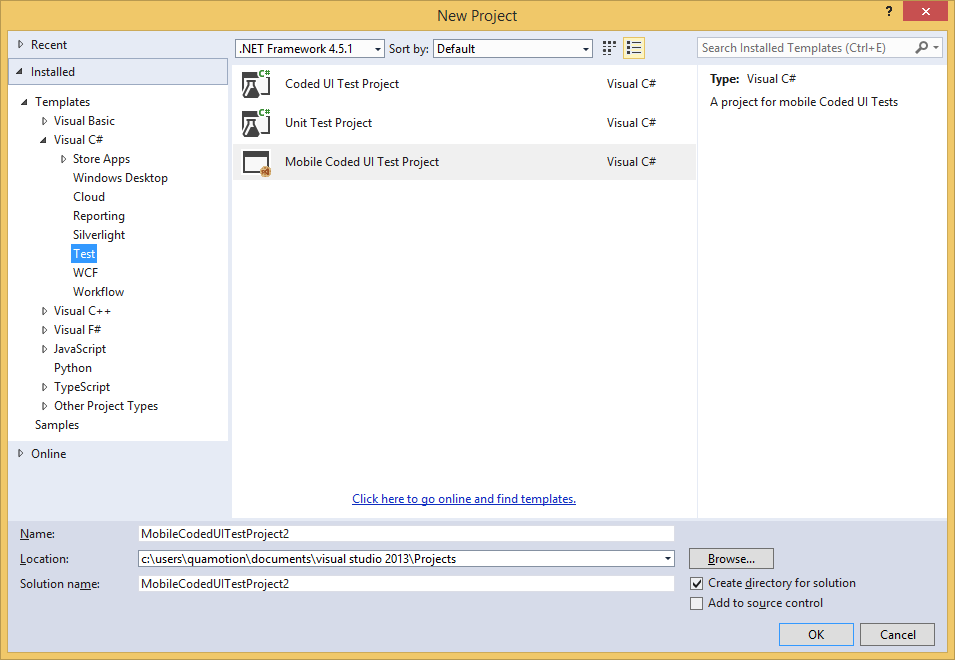 New Project
?
Recent
Installed
Templates
Visual Basic
Visual C#
Store Apps
Windows Desktop
Cloud
Reporting
Silverlight
Test
WCF
Workflow
Visual C++
Visual F#
JavaScript
Python
TypeScript
Other Project Types
Samples
Online
.NET Framework 4.5.1 Sort by: Default
C# Coded UI Test Project Visual C#
C# Unit Test Project Visual C#
Mobile Coded UI Test Project Visual C#
Click here to go online and find templates.
Search Installed Templates (Ctrl+E)
Type: Visual C#
A project for mobile Coded UI Tests
Name: MobileCodedUITestProject2
Location: c:\users\quamotion\documents\visual studio 2013\Projects Browse...
Solution name: MobileCodedUITestProject2
Create directory for solution
Add to source control
OK Cancel